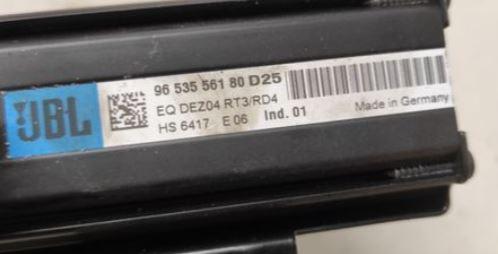 JBL
96 535 561 80 D25
EQ DEZ04 RT3/RD4
HS 6417 E 06 Ind. 01
Made in Germany